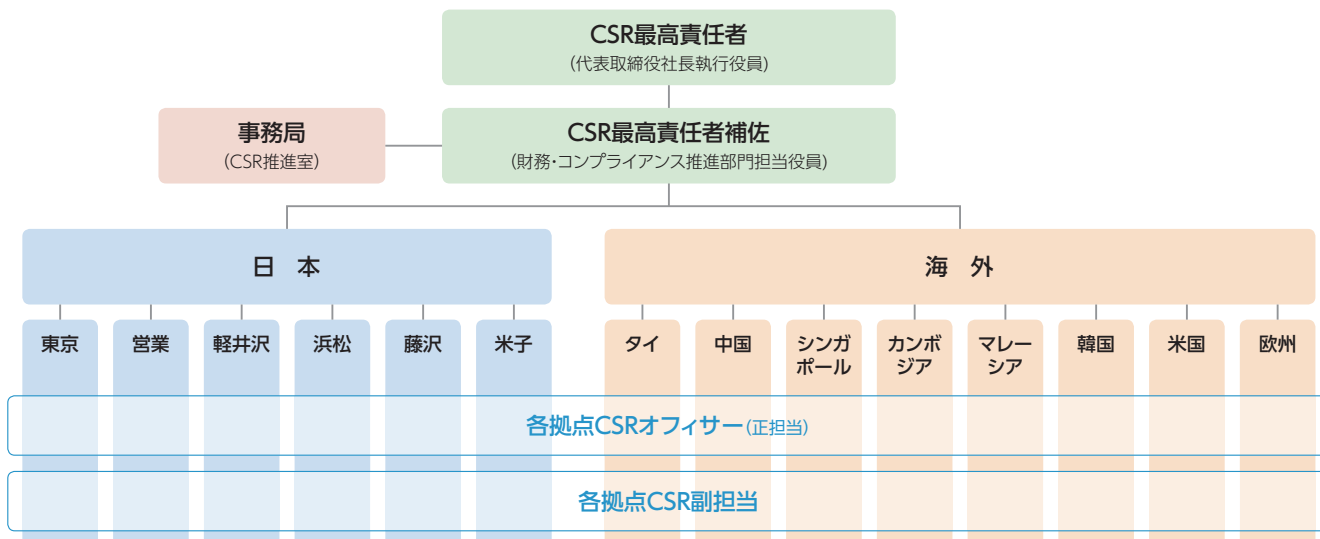 CSR最高責任者
(代表取締役社長執行役員)
事務局
(CSR推進室)
CSR最高責任者補佐
(財務・コンプライアンス推進部門担当役員)
日 本
海 外
東京
営業
軽井沢
浜松
藤沢
米子
タイ
中国
シンガ
ポール
カンボ
ジア
マレー
シア
韓国
米国
欧州
各拠点CSRオフィサー(正担当)
各拠点CSR副担当